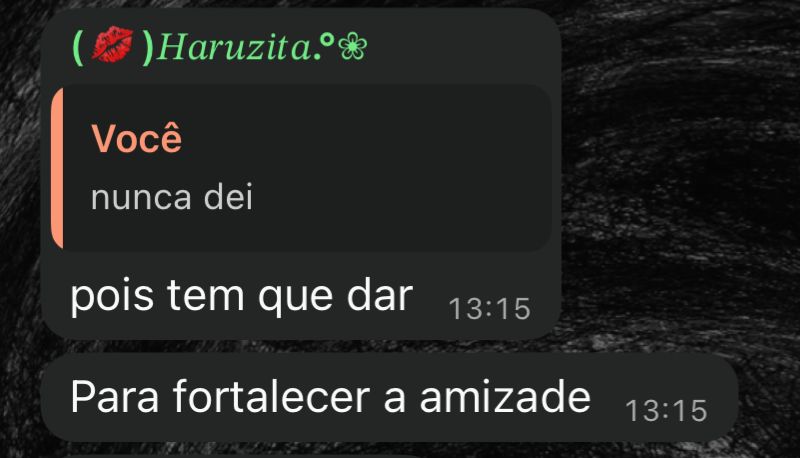 ( 💋 )𝐻𝑎𝑟𝑢𝑧𝑖𝑡𝑎.°❀
Você
nunca dei
pois tem que dar 13:15
Para fortalecer a amizade 13:15